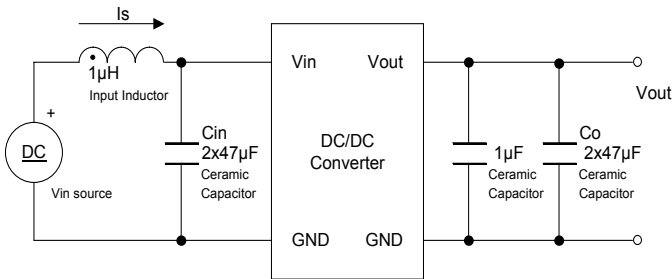 Is
1µH
Input Inductor
+
DC
Vin source
Cin
2x47µF
Ceramic
Capacitor
Vin
Vout
DC/DC
Converter
GND
GND
1µF
Ceramic
Capacitor
Co
2x47µF
Ceramic
Capacitor
Vout